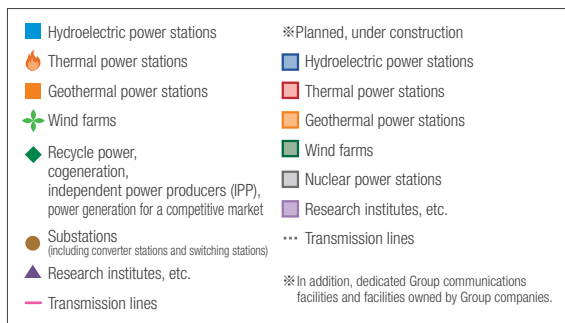 Hydroelectric power stations
Thermal power stations
Geothermal power stations
Wind farms
Recycle power,
cogeneration,
independent power producers (IPP),
power generation for a competitive market
Substations
(including converter stations and switching stations)
Research institutes, etc.
Transmission lines
※Planned, under construction
Hydroelectric power stations
Thermal power stations
Geothermal power stations
Wind farms
Nuclear power stations
Research institutes, etc.
Transmission lines
※In addition, dedicated Group communications
facilities and facilities owned by Group companies.